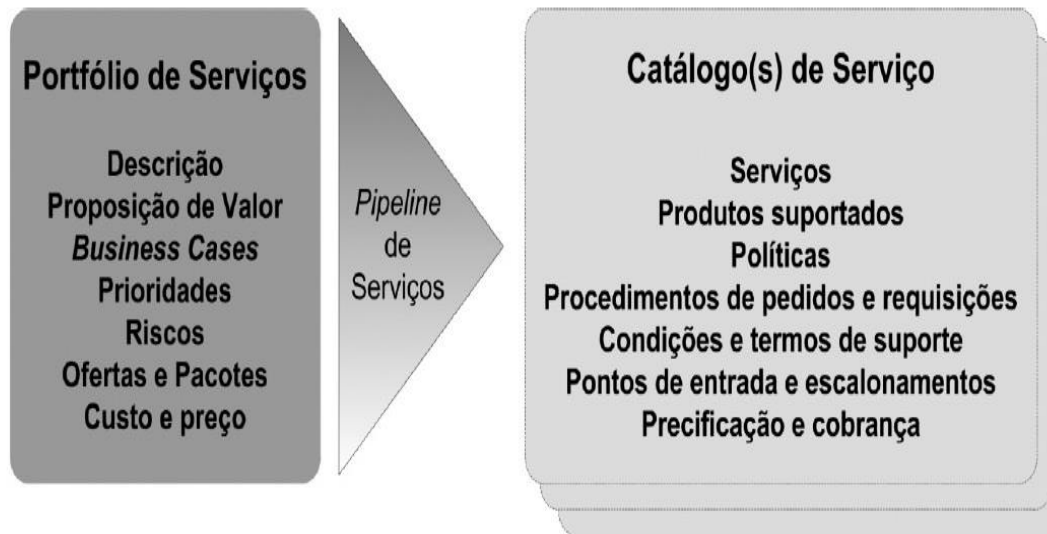 Portfólio de Serviços
Descrição
Proposição de Valor
Business Cases
Prioridades
Riscos
Ofertas e Pacotes
Custo e preço
Pipeline
de
Serviços
Catálogo(s) de Serviço
Serviços
Produtos suportados
Políticas
Procedimentos de pedidos e requisições
Condições e termos de suporte
Pontos de entrada e escalonamentos
Precificação e cobrança